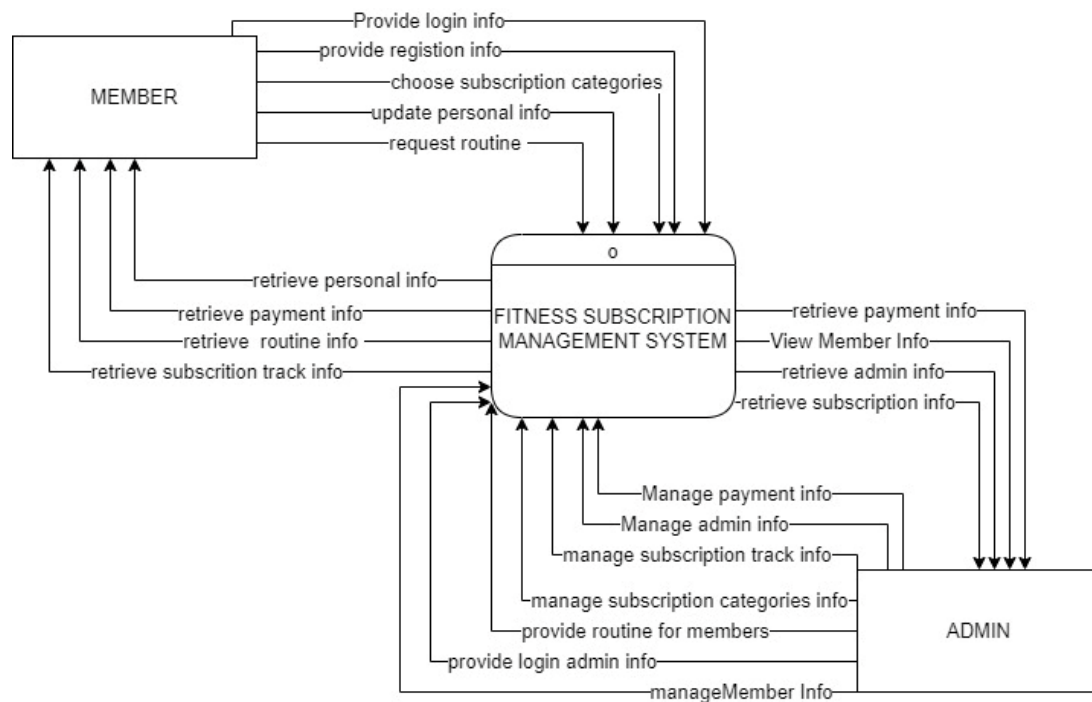 Provide login info
provide registion info
MEMBER
choose subscription categories
update personal info
request routine
o
retrieve personal info
FITNESS SUBSCRIPTION
MANAGEMENT SYSTEM
retrieve payment info
retrieve routine info
retrieve subscrition track info
retrieve payment info
View Member Info
retrieve admin info
retrieve subscription info
Manage payment info
Manage admin info
manage subscription track info
manage subscription categories info
provide routine for members
ADMIN
provide login admin info
manageMember Info